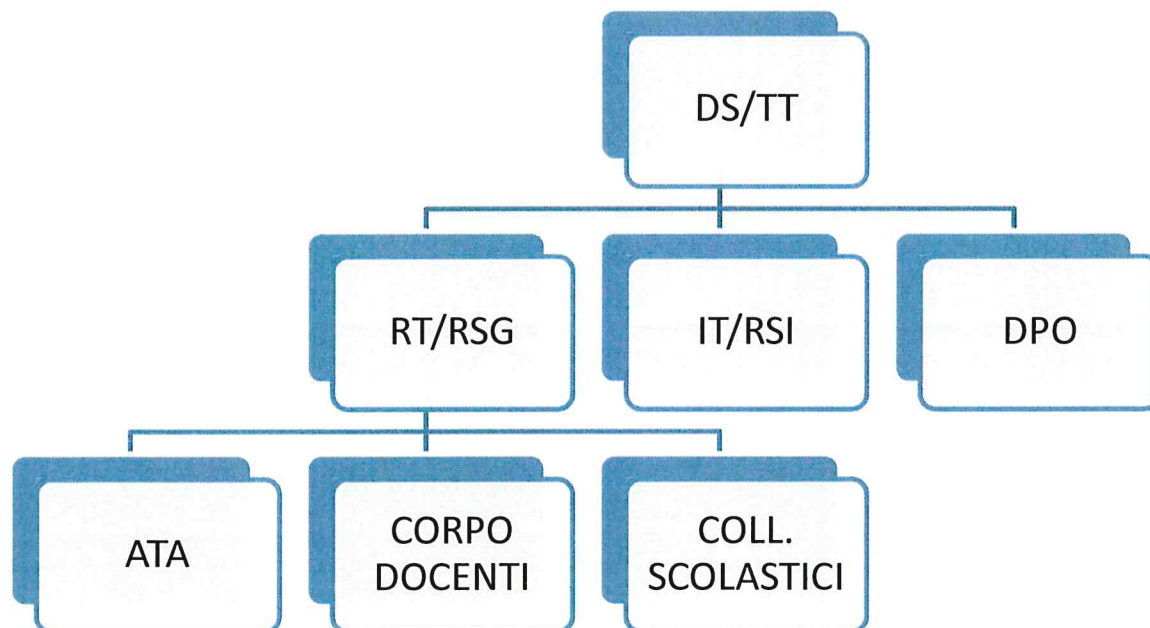 DS/TT
RT/RSG
IT/RSI
DPO
ATA
CORPO
DOCENTI
COLL.
SCOLASTICI